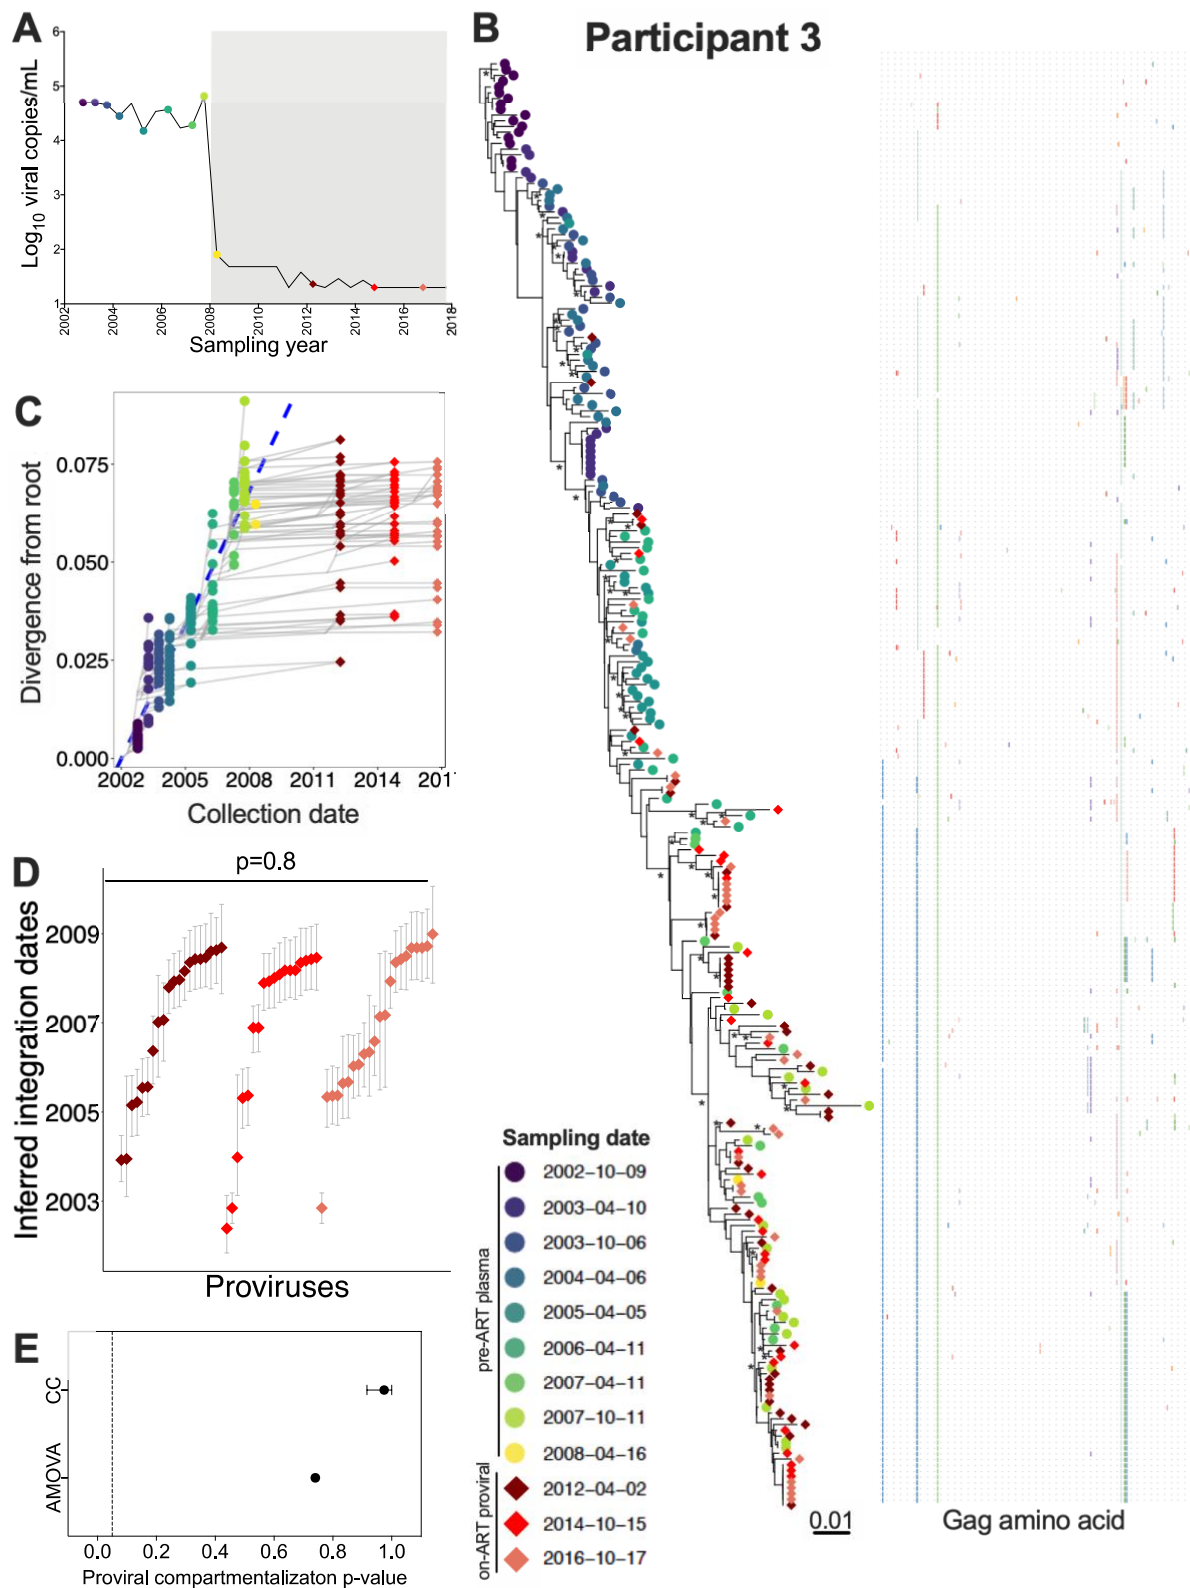 A
6
5
4
3
2
1
Log10 viral copies/mL
2002
2004
2006
2008
2010
2012
2014
2016
2018
Sampling year
B
Participant 3
C
0.075
0.050
0.025
0.000
Divergence from root
2002
2005
2008
2011
2014
201
Collection date
D
p=0.8
2009
2007
2005
2003
Inferred integration dates
Proviruses
E
CC
AMOVA
0.0 0.2 0.4 0.6 0.8 1.0
Proviral compartmentalizaton p-value
Sampling date
pre-ART plasma
2002-10-09
2003-04-10
2003-10-06
2004-04-06
2005-04-05
2006-04-11
2007-04-11
2007-10-11
2008-04-16
on-ART proviral
2012-04-02
2014-10-15
2016-10-17
0.01
Gag amino acid